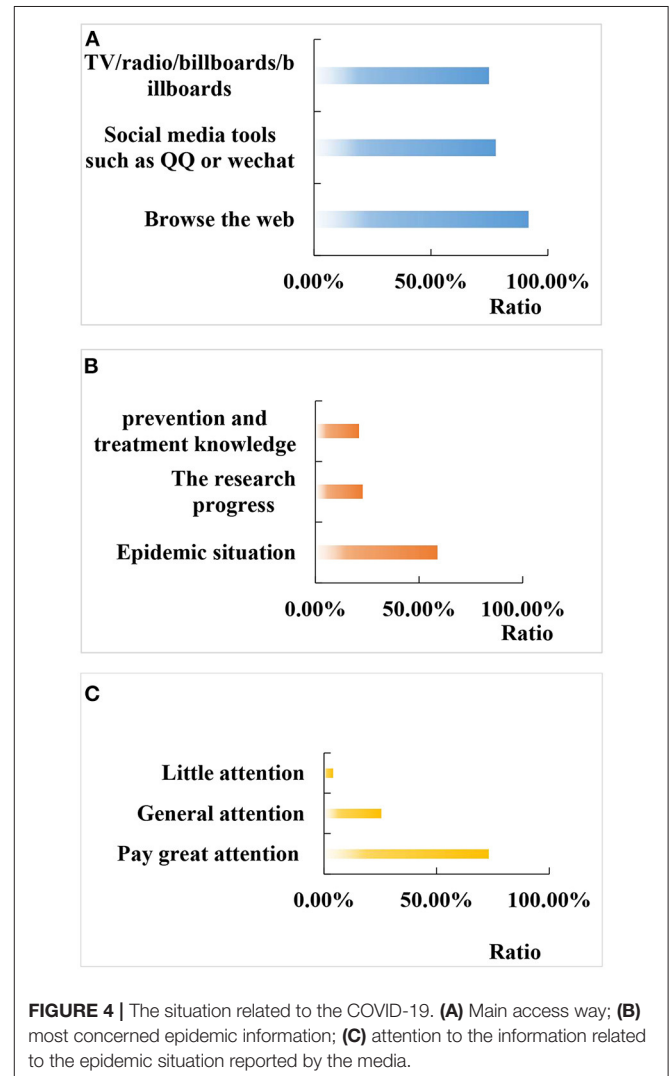 A
TV/radio/billboards/b
illboards
Social media tools
such as QQ or wechat
Browse the web
0.00% 50.00% 100.00%
Ratio
B
prevention and
treatment knowledge
The research
progress
Epidemic situation
0.00% 50.00% 100.00%
Ratio
C
Little attention
General attention
Pay great attention
0.00% 50.00% 100.00%
Ratio
FIGURE 4 | The situation related to the COVID-19. (A) Main access way; (B)
most concerned epidemic information; (C) attention to the information related
to the epidemic situation reported by the media.